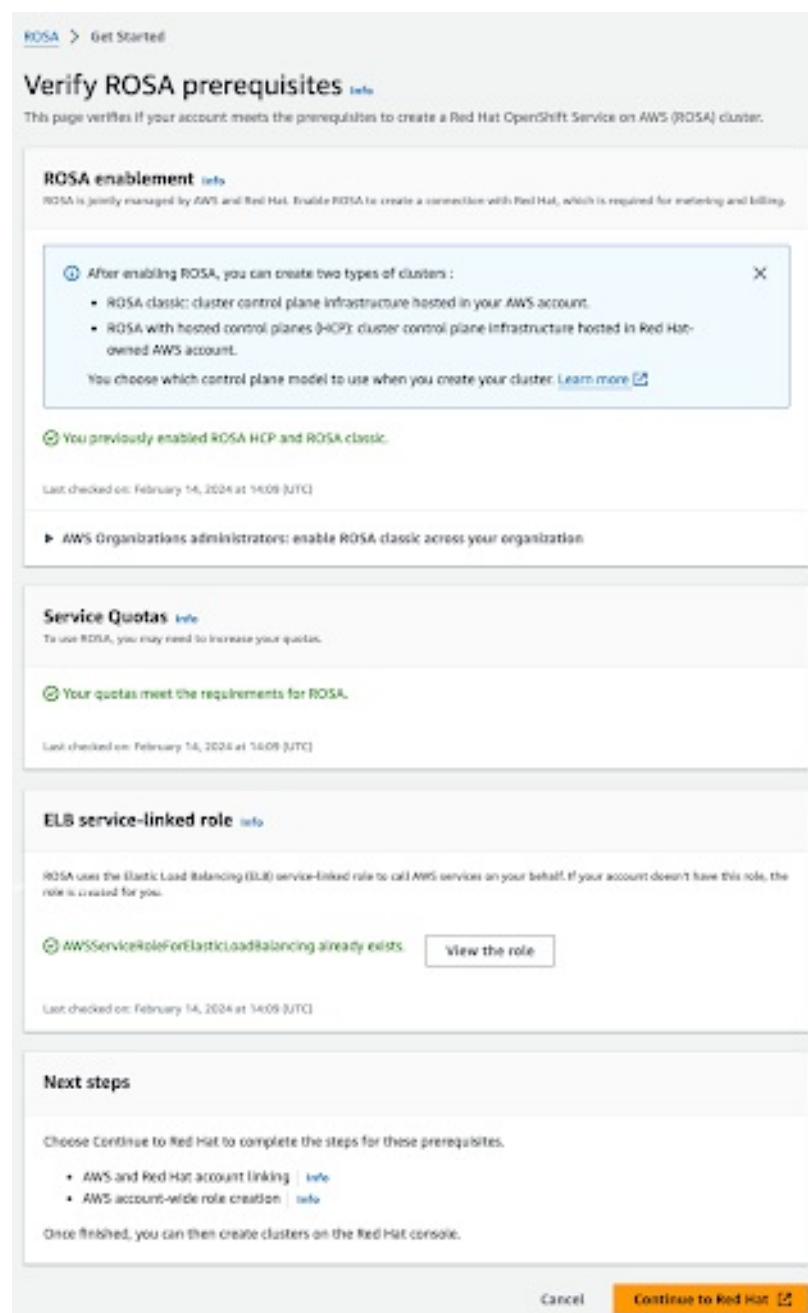 ROSA > Get Started
Verify ROSA prerequisites Info
This page verifies if your account meets the prerequisites to create a Red Hat OpenShift Service on AWS (ROSA) cluster.
ROSA enablement Info
ROSA is jointly managed by AWS and Red Hat. Enable ROSA to create a connection with Red Hat, which is required for metering and billing.
After enabling ROSA, you can create two types of clusters :
• ROSA classic: cluster control plane infrastructure hosted in your AWS account.
• ROSA with hosted control planes (HCP): cluster control plane infrastructure hosted in Red Hat-
owned AWS account.
You choose which control plane model to use when you create your cluster. Learn more
You previously enabled ROSA HCP and ROSA classic.
Last checked on: February 14, 2024 at 14:09 (UTC)
AWS Organizations administrators: enable ROSA classic across your organization
Service Quotas Info
To use ROSA, you may need to increase your quotas.
Your quotas meet the requirements for ROSA.
Last checked on: February 14, 2024 at 14:09 (UTC)
ELB service-linked role Info
ROSA uses the Elastic Load Balancing (ELB) service-linked role to call AWS services on your behalf. If your account doesn't have this role, the
role is created for you.
AWSServiceRoleForElasticLoadBalancing already exists. View the role
Last checked on: February 14, 2024 at 14:09 (UTC)
Next steps
Choose Continue to Red Hat to complete the steps for these prerequisites.
• AWS and Red Hat account linking | Info
• AWS account-wide role creation | Info
Once finished, you can then create clusters on the Red Hat console.
Cancel Continue to Red Hat